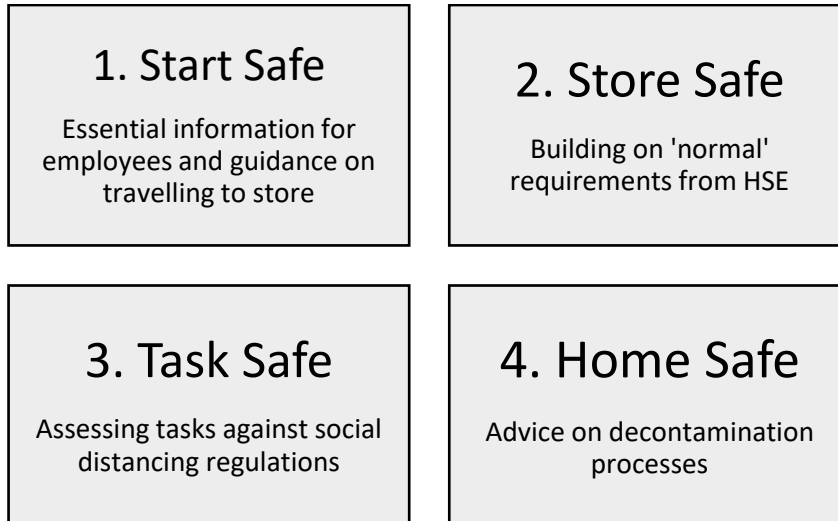 1. Start Safe
Essential information for
employees and guidance on
travelling to store
2. Store Safe
Building on 'normal'
requirements from HSE
3. Task Safe
Assessing tasks against social
distancing regulations
4. Home Safe
Advice on decontamination
processes